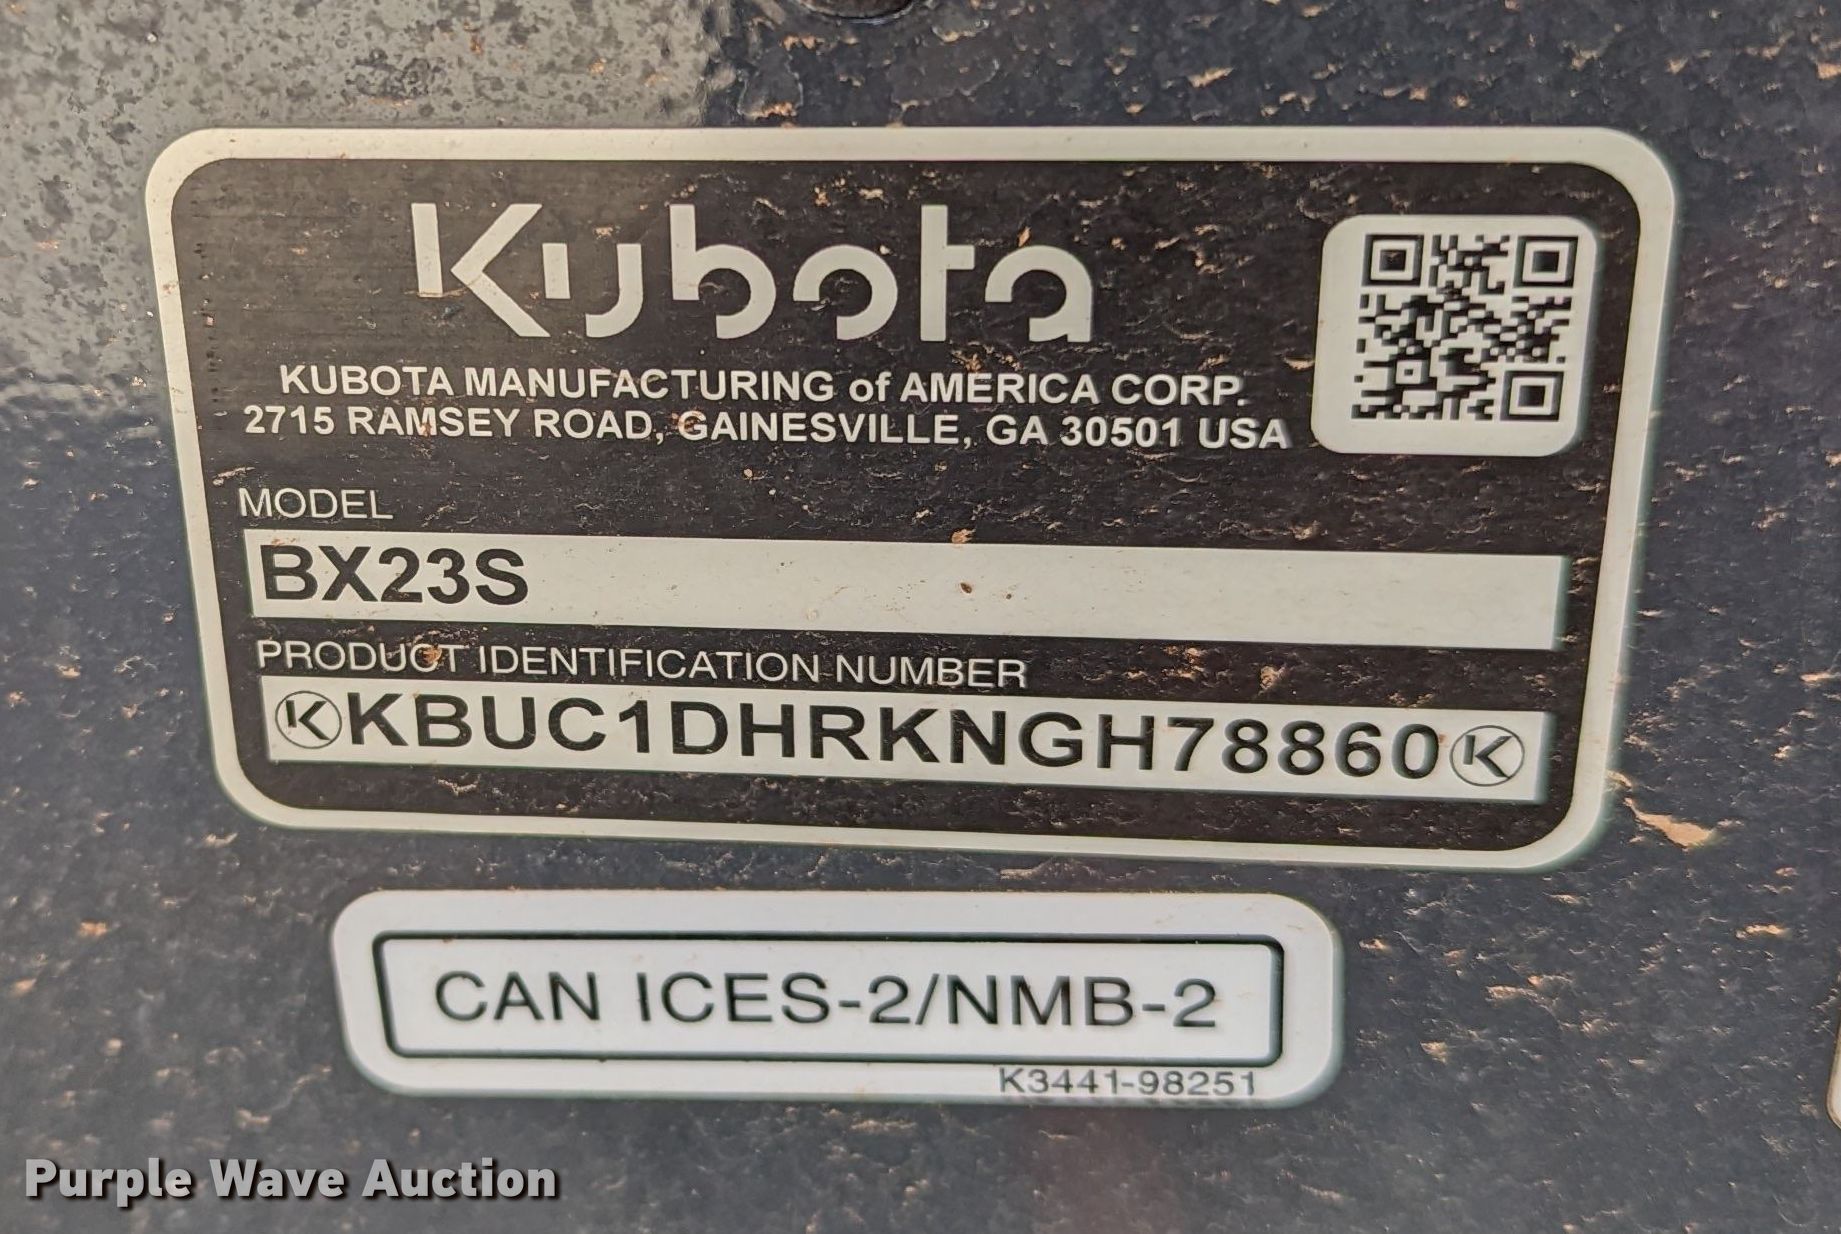 Kubota
KUBOTA MANUFACTURING of AMERICA CORP.
2715 RAMSEY ROAD, GAINESVILLE, GA 30501 USA
MODEL
BX23S
PRODUCT IDENTIFICATION NUMBER
KKBUC1DHRKNGH78860K
CAN ICES-2/NMB-2
K3441-98251
Purple Wave Auction